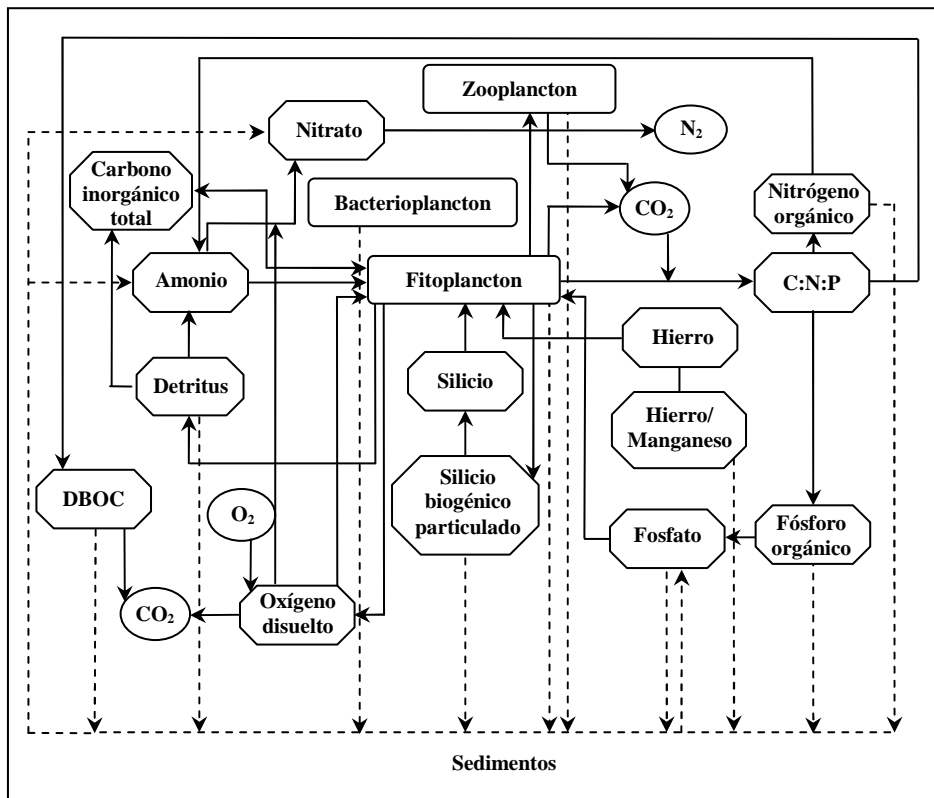 Zooplancton
Nitrato
N₂
Carbono
inorgánico
total
Bacterioplancton
CO₂
Nitrógeno
orgánico
Amonio
Fitoplancton
C:N:P
Hierro
Detritus
Silicio
Hierro/
Manganeso
DBOC
O₂
Silicio
biogénico
particulado
Fosfato
Fósforo
orgánico
CO₂
Oxígeno
disuelto
Sedimentos